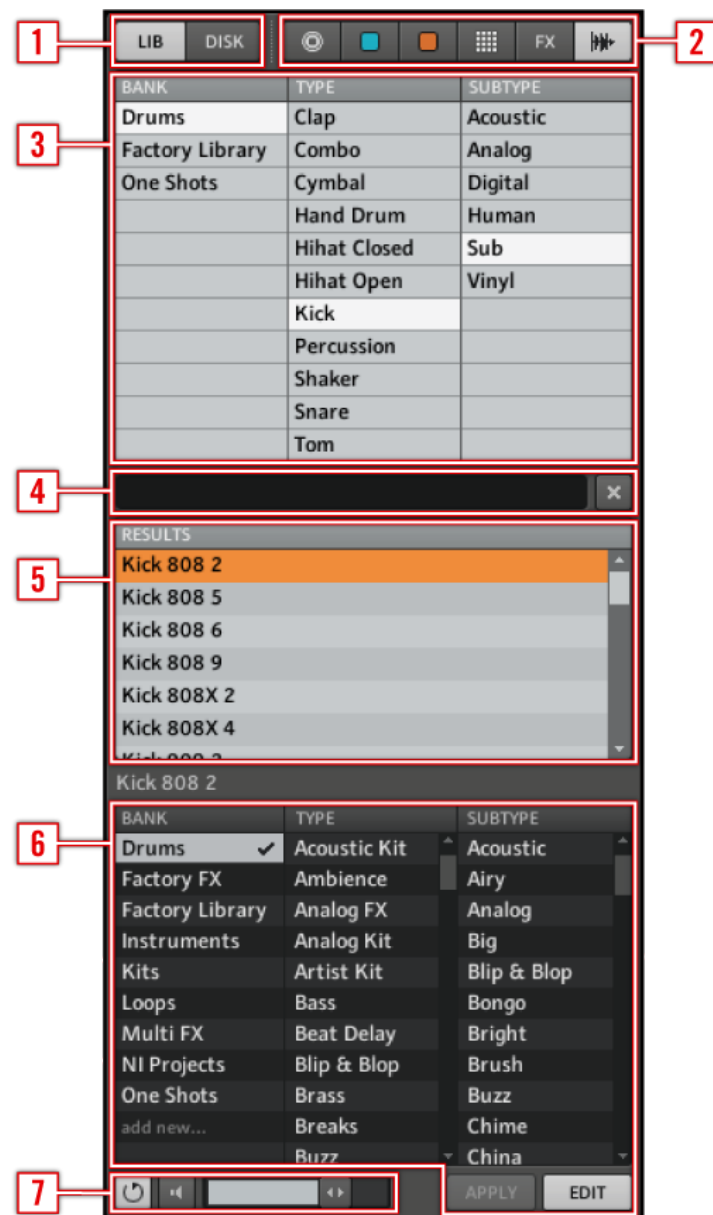 1 LIB DISK FX 2
BANK TYPE SUBTYPE
3
Drums Clap Acoustic
Factory Library Combo Analog
One Shots Cymbal Digital
Hand Drum Human
Hihat Closed Sub
Hihat Open Vinyl
Kick
Percussion
Shaker
Snare
Tom
4
RESULTS
5
Kick 808 2
Kick 808 5
Kick 808 6
Kick 808 9
Kick 808X 2
Kick 808X 4
Kick 808 2
6
BANK TYPE SUBTYPE
Drums Acoustic Kit Acoustic
Factory FX Ambience Airy
Factory Library Analog FX Analog
Instruments Analog Kit Big
Kits Artist Kit Blip & Blop
Loops Bass Bongo
Multi FX Beat Delay Bright
NI Projects Blip & Blop Brush
One Shots Brass Buzz
add new... Breaks Chime
Buzz China
7 APPLY EDIT